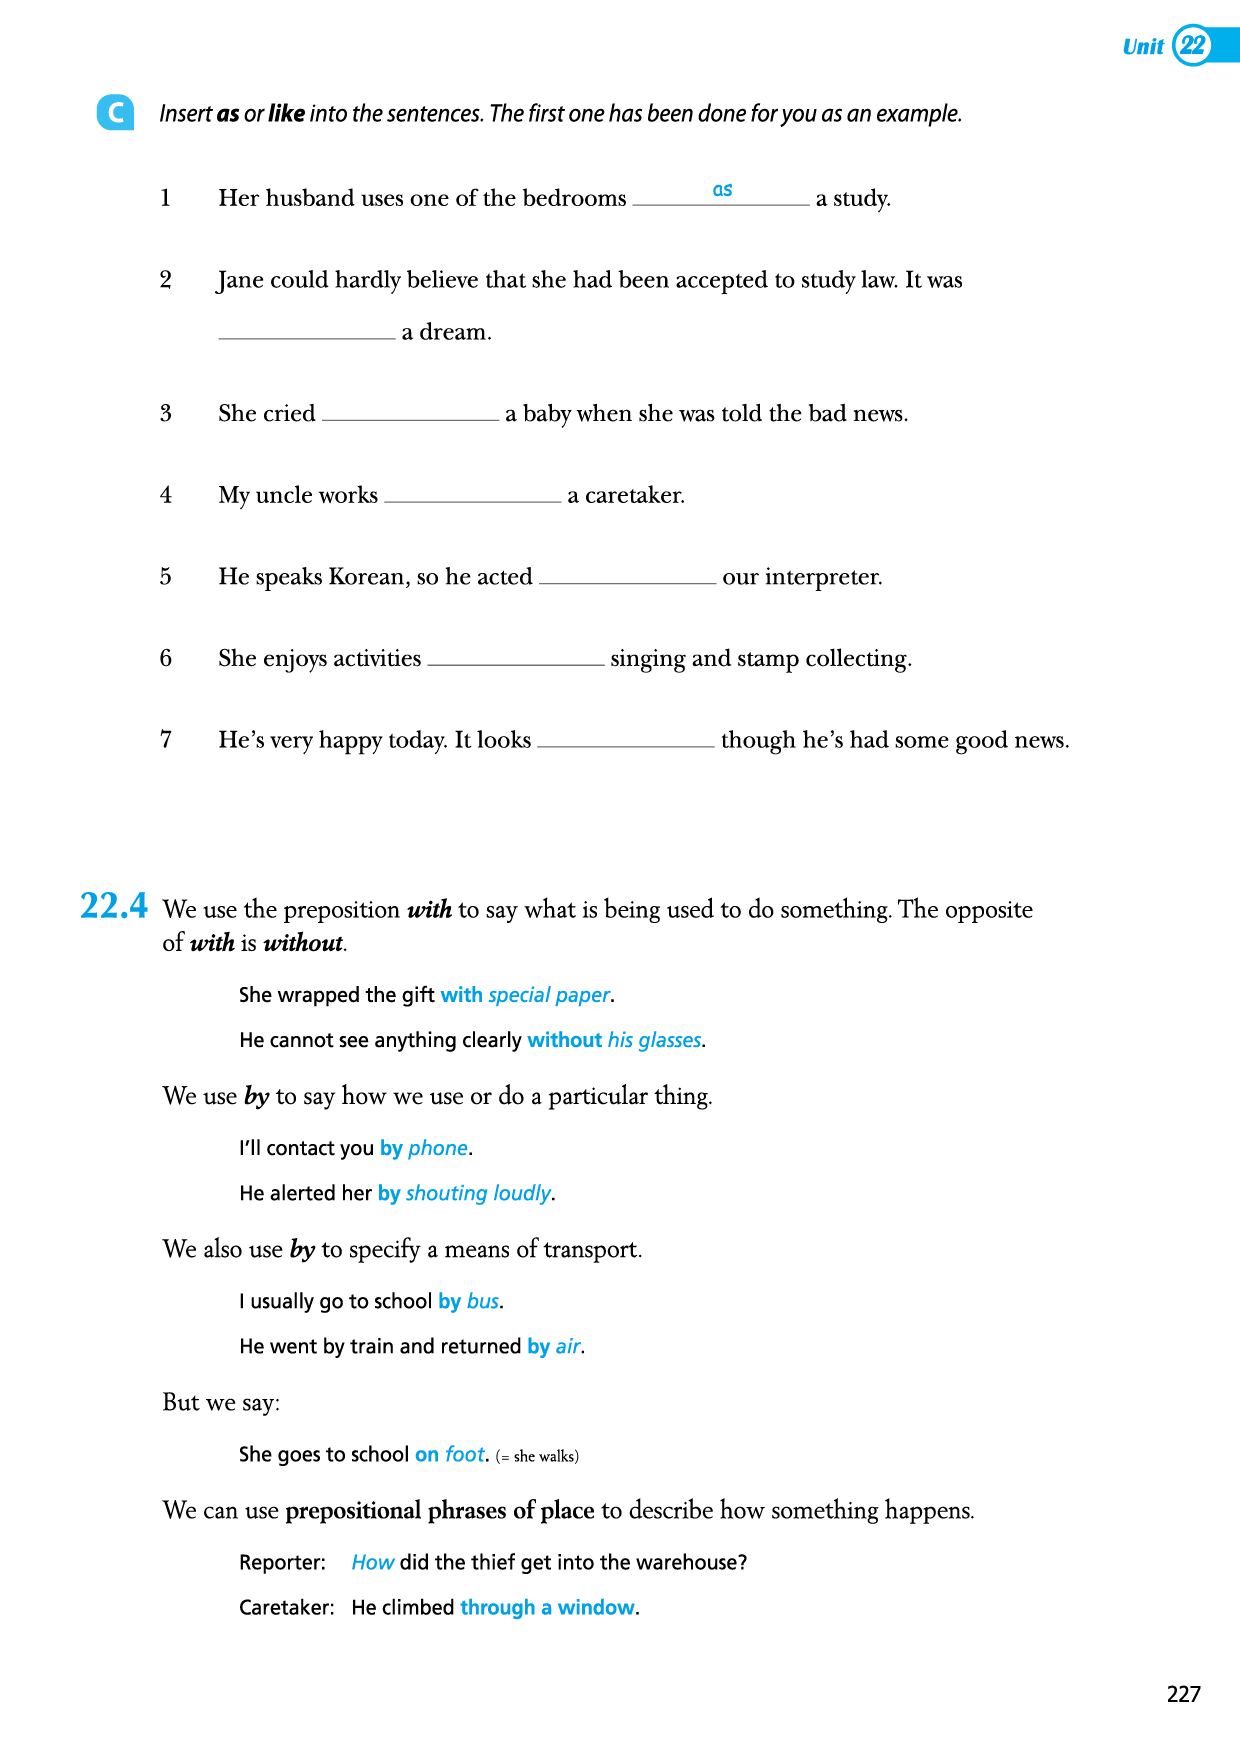 Unit 22
C Insert as or like into the sentences. The first one has been done for you as an example.
1 Her husband uses one of the bedrooms as a study.
2 Jane could hardly believe that she had been accepted to study law. It was
a dream.
3 She cried a baby when she was told the bad news.
4 My uncle works a caretaker.
5 He speaks Korean, so he acted our interpreter.
6 She enjoys activities singing and stamp collecting.
7 He's very happy today. It looks though he's had some good news.
22.4 We use the preposition with to say what is being used to do something. The opposite
of with is without.
She wrapped the gift with special paper.
He cannot see anything clearly without his glasses.
We use by to say how we use or do a particular thing.
I'll contact you by phone.
He alerted her by shouting loudly.
We also use by to specify a means of transport.
I usually go to school by bus.
He went by train and returned by air.
But we say:
She goes to school on foot. (= she walks)
We can use prepositional phrases of place to describe how something happens.
Reporter: How did the thief get into the warehouse?
Caretaker: He climbed through a window.
227